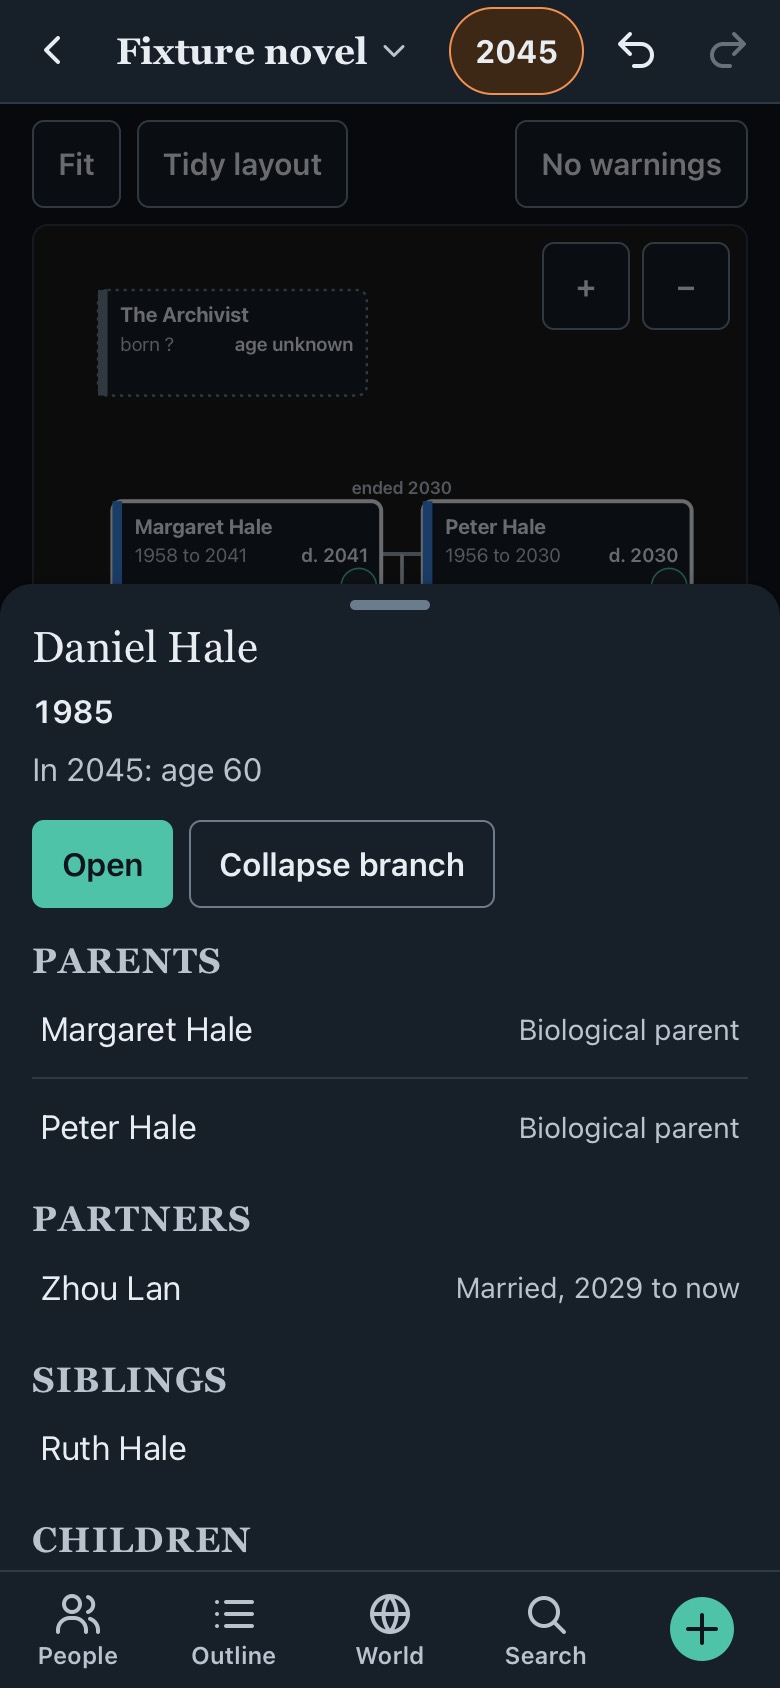 Fixture novel
2045
Fit
Tidy layout
No warnings
+
−
The Archivist
born ?
age unknown
ended 2030
Margaret Hale
1958 to 2041
d. 2041
Peter Hale
1956 to 2030
d. 2030
Daniel Hale
1985
In 2045: age 60
Open
Collapse branch
PARENTS
Margaret Hale
Biological parent
Peter Hale
Biological parent
PARTNERS
Zhou Lan
Married, 2029 to now
SIBLINGS
Ruth Hale
CHILDREN
People
Outline
World
Search
+